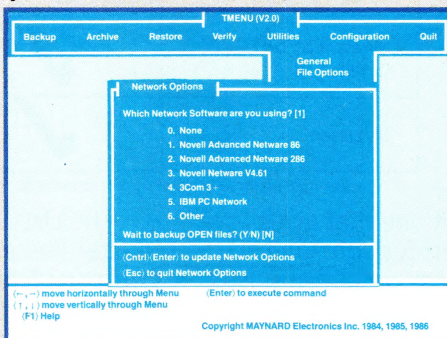 TMENU (V2.0)
Backup Archive Restore Verify Utilities Configuration Quit
General
File Options
Network Options
Which Network Software are you using? [1]
0. None
1. Novell Advanced Netware 86
2. Novell Advanced Netware 286
3. Novell Netware V4.61
4. 3Com 3+
5. IBM PC Network
6. Other
Wait to backup OPEN files? (Y/N) [N]
⟨Cntrl⟩⟨Enter⟩ to update Network Options
⟨Esc⟩ to quit Network Options
⟨←,→⟩ move horizontally through Menu ⟨Enter⟩ to execute command
⟨↑,↓⟩ move vertically through Menu
⟨F1⟩ Help
Copyright MAYNARD Electronics Inc. 1984, 1985, 1986